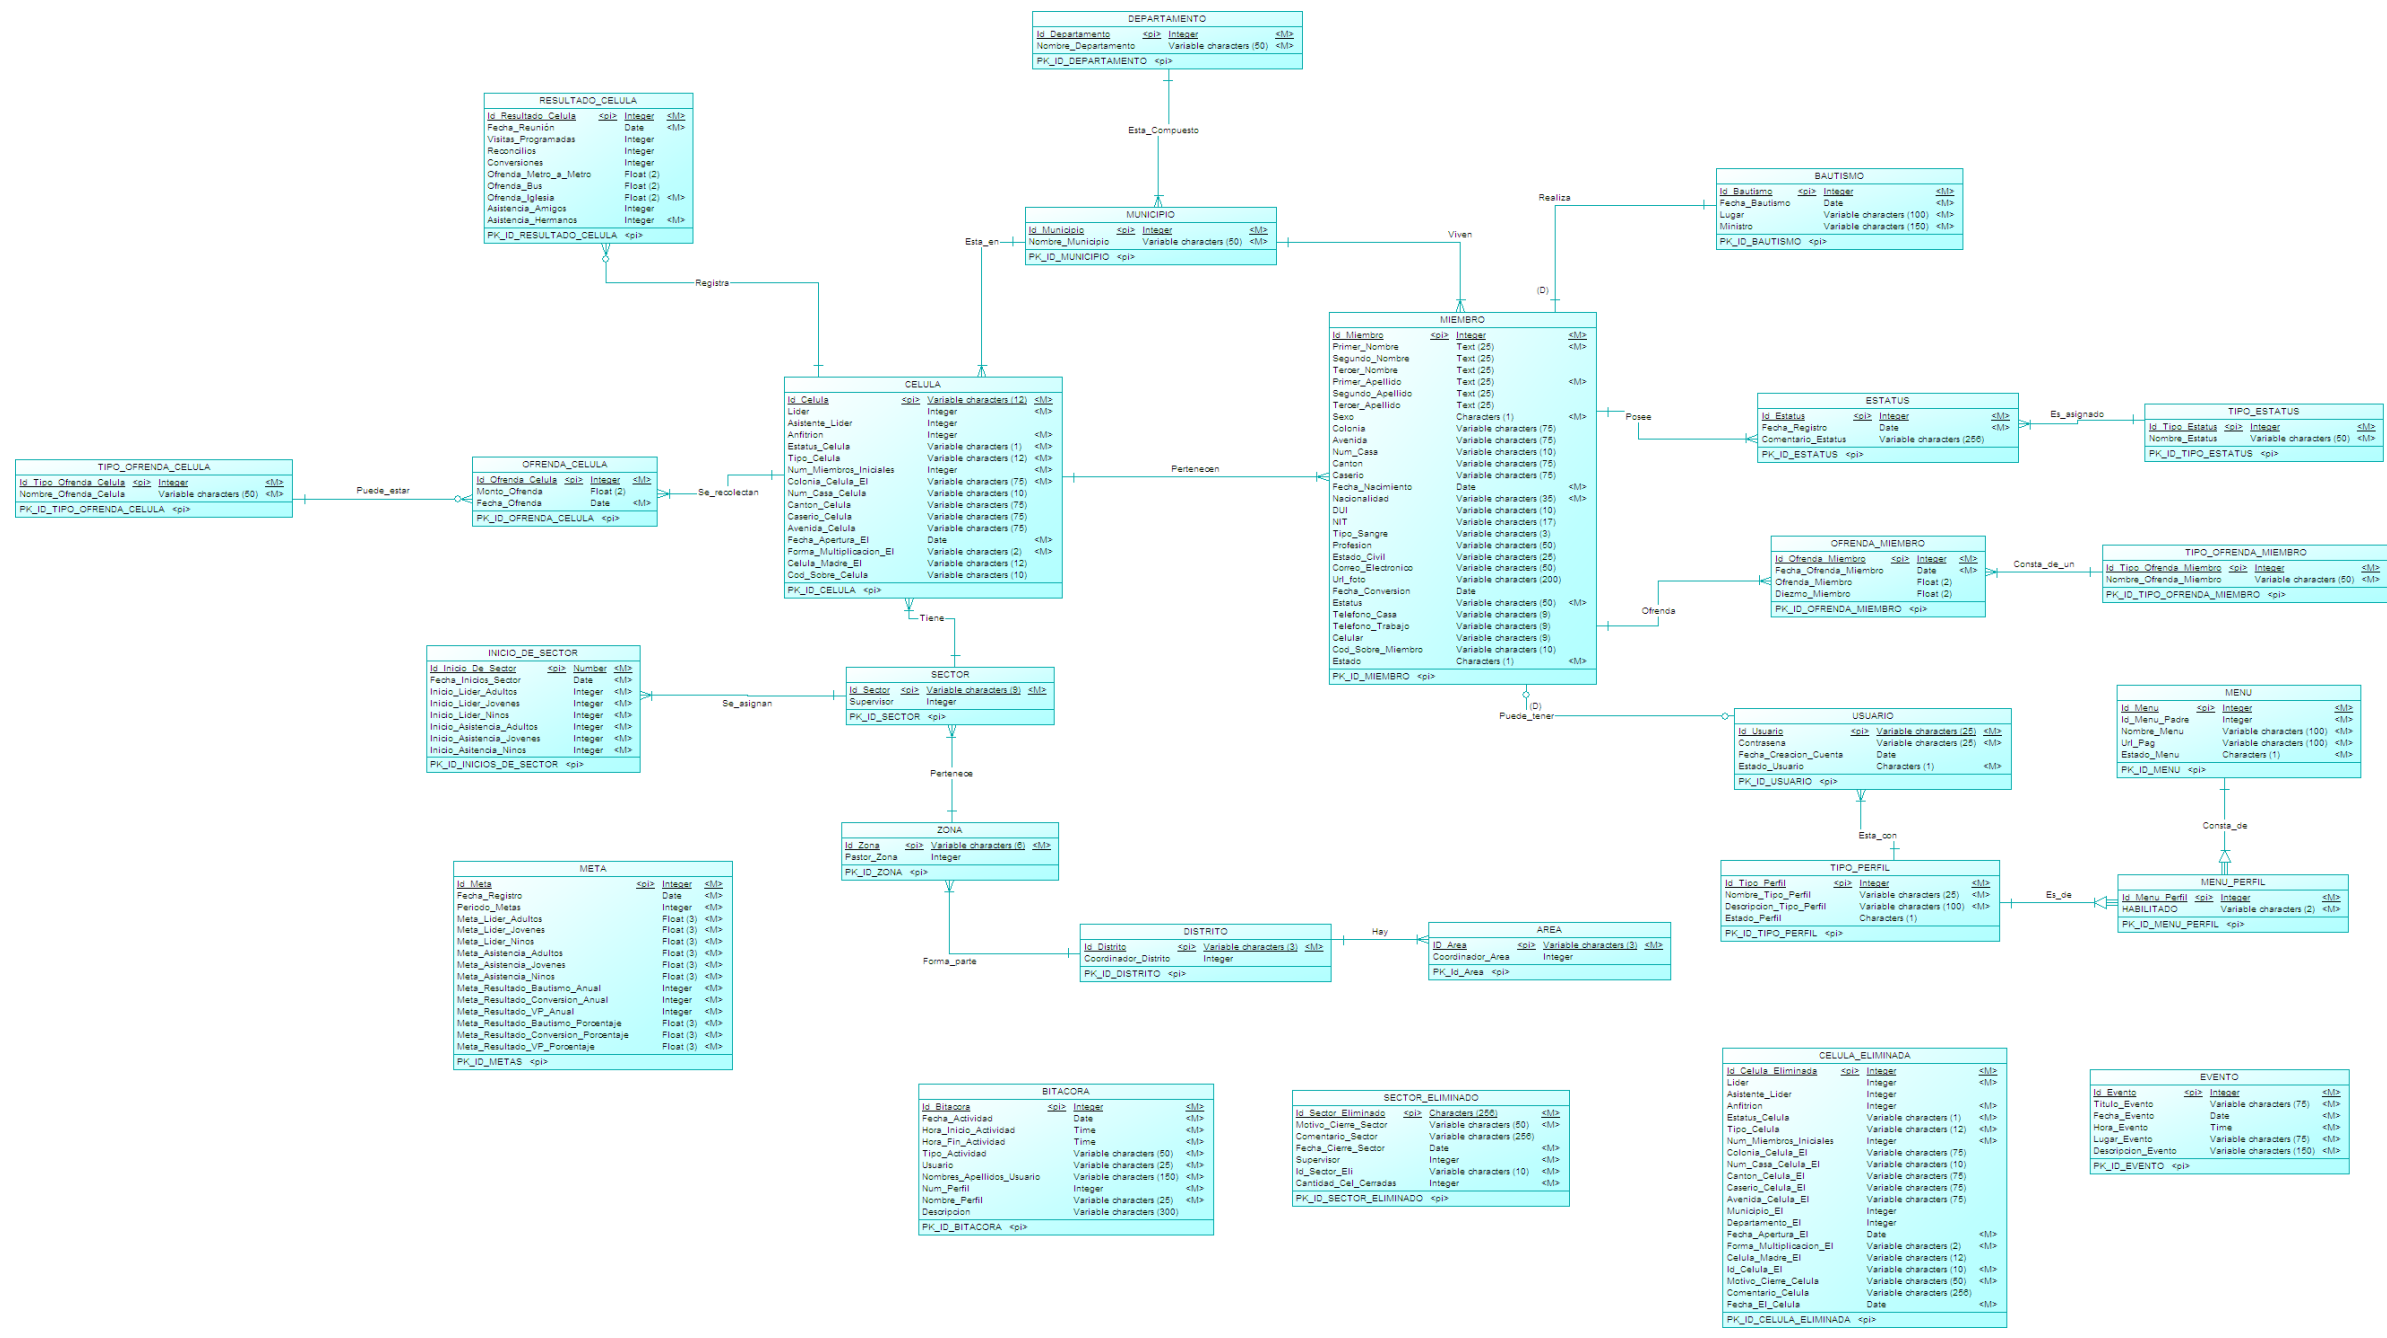 DEPARTAMENTO
Id_Departamento <pi> Integer <M>
Nombre_Departamento Variable characters (50) <M>
PK_ID_DEPARTAMENTO <pi>
Esta_Compuesto
RESULTADO_CELULA
Id_Resultado_Celula <pi> Integer <M>
Fecha_Reunión Date <M>
Visitas_Programadas Integer
Reconcilios Integer
Conversiones Integer
Ofrenda_Metro_a_Metro Float (2)
Ofrenda_Bus Float (2)
Ofrenda_Iglesia Float (2) <M>
Asistencia_Amigos Integer
Asistencia_Hermanos Integer <M>
PK_ID_RESULTADO_CELULA <pi>
Registra
MUNICIPIO
Id_Municipio <pi> Integer <M>
Nombre_Municipio Variable characters (50) <M>
PK_ID_MUNICIPIO <pi>
Esta_en
Viven
BAUTISMO
Id_Bautismo <pi> Integer <M>
Fecha_Bautismo Date <M>
Lugar Variable characters (100) <M>
Ministro Variable characters (150) <M>
PK_ID_BAUTISMO <pi>
Realiza
(D)
MIEMBRO
Id_Miembro <pi> Integer <M>
Primer_Nombre Text (25) <M>
Segundo_Nombre Text (25)
Tercer_Nombre Text (25)
Primer_Apellido Text (25) <M>
Segundo_Apellido Text (25)
Tercer_Apellido Text (25)
Sexo Characters (1) <M>
Colonia Variable characters (75)
Avenida Variable characters (75)
Num_Casa Variable characters (10)
Canton Variable characters (75)
Caserio Variable characters (75)
Fecha_Nacimiento Date <M>
Nacionalidad Variable characters (35) <M>
DUI Variable characters (10)
NIT Variable characters (17)
Tipo_Sangre Variable characters (3)
Profesion Variable characters (50)
Estado_Civil Variable characters (25)
Correo_Electronico Variable characters (50)
Url_foto Variable characters (200)
Fecha_Conversion Date
Estatus Variable characters (50) <M>
Telefono_Casa Variable characters (9)
Telefono_Trabajo Variable characters (9)
Celular Variable characters (9)
Cod_Sobre_Miembro Variable characters (10)
Estado Characters (1) <M>
PK_ID_MIEMBRO <pi>
CELULA
Id_Celula <pi> Variable characters (12) <M>
Lider Integer <M>
Asistente_Lider Integer
Anfitrion Integer <M>
Estatus_Celula Variable characters (1) <M>
Tipo_Celula Variable characters (12) <M>
Num_Miembros_Iniciales Integer <M>
Colonia_Celula_El Variable characters (75) <M>
Num_Casa_Celula Variable characters (10)
Canton_Celula Variable characters (75)
Caserio_Celula Variable characters (75)
Avenida_Celula Variable characters (75)
Fecha_Apertura_El Date <M>
Forma_Multiplicacion_El Variable characters (2) <M>
Celula_Madre_El Variable characters (12)
Cod_Sobre_Celula Variable characters (10)
PK_ID_CELULA <pi>
Pertenecen
Posee
ESTATUS
Id_Estatus <pi> Integer <M>
Fecha_Registro Date <M>
Comentario_Estatus Variable characters (256)
PK_ID_ESTATUS <pi>
Es_asignado
TIPO_ESTATUS
Id_Tipo_Estatus <pi> Integer <M>
Nombre_Estatus Variable characters (50) <M>
PK_ID_TIPO_ESTATUS <pi>
TIPO_OFRENDA_CELULA
Id_Tipo_Ofrenda_Celula <pi> Integer <M>
Nombre_Ofrenda_Celula Variable characters (50) <M>
PK_ID_TIPO_OFRENDA_CELULA <pi>
Puede_estar
OFRENDA_CELULA
Id_Ofrenda_Celula <pi> Integer <M>
Monto_Ofrenda Float (2)
Fecha_Ofrenda Date <M>
PK_ID_OFRENDA_CELULA <pi>
Se_recolectan
OFRENDA_MIEMBRO
Id_Ofrenda_Miembro <pi> Integer <M>
Fecha_Ofrenda_Miembro Date <M>
Ofrenda_Miembro Float (2)
Diezmo_Miembro Float (2)
PK_ID_OFRENDA_MIEMBRO <pi>
Ofrenda
Consta_de_un
TIPO_OFRENDA_MIEMBRO
Id_Tipo_Ofrenda_Miembro <pi> Integer <M>
Nombre_Ofrenda_Miembro Variable characters (50) <M>
PK_ID_TIPO_OFRENDA_MIEMBRO <pi>
Tiene
INICIO_DE_SECTOR
Id_Inicio_De_Sector <pi> Number <M>
Fecha_Inicios_Sector Date <M>
Inicio_Lider_Adultos Integer <M>
Inicio_Lider_Jovenes Integer <M>
Inicio_Lider_Ninos Integer <M>
Inicio_Asistencia_Adultos Integer <M>
Inicio_Asistencia_Jovenes Integer <M>
Inicio_Asitencia_Ninos Integer <M>
PK_ID_INICIOS_DE_SECTOR <pi>
Se_asignan
SECTOR
Id_Sector <pi> Variable characters (9) <M>
Supervisor Integer
PK_ID_SECTOR <pi>
Pertenece
(D)
Puede_tener
USUARIO
Id_Usuario <pi> Variable characters (25) <M>
Contrasena Variable characters (25) <M>
Fecha_Creacion_Cuenta Date
Estado_Usuario Characters (1) <M>
PK_ID_USUARIO <pi>
Esta_con
MENU
Id_Menu <pi> Integer <M>
Id_Menu_Padre Integer <M>
Nombre_Menu Variable characters (100) <M>
Url_Pag Variable characters (100) <M>
Estado_Menu Characters (1) <M>
PK_ID_MENU <pi>
Consta_de
ZONA
Id_Zona <pi> Variable characters (6) <M>
Pastor_Zona Integer
PK_ID_ZONA <pi>
Forma_parte
TIPO_PERFIL
Id_Tipo_Perfil <pi> Integer <M>
Nombre_Tipo_Perfil Variable characters (25) <M>
Descripcion_Tipo_Perfil Variable characters (100) <M>
Estado_Perfil Characters (1)
PK_ID_TIPO_PERFIL <pi>
Es_de
MENU_PERFIL
Id_Menu_Perfil <pi> Integer <M>
HABILITADO Variable characters (2) <M>
PK_ID_MENU_PERFIL <pi>
META
Id_Meta <pi> Integer <M>
Fecha_Registro Date <M>
Periodo_Metas Integer <M>
Meta_Lider_Adultos Float (3) <M>
Meta_Lider_Jovenes Float (3) <M>
Meta_Lider_Ninos Float (3) <M>
Meta_Asistencia_Adultos Float (3) <M>
Meta_Asistencia_Jovenes Float (3) <M>
Meta_Asistencia_Ninos Float (3) <M>
Meta_Resultado_Bautismo_Anual Integer <M>
Meta_Resultado_Conversion_Anual Integer <M>
Meta_Resultado_VP_Anual Integer <M>
Meta_Resultado_Bautismo_Porcentaje Float (3) <M>
Meta_Resultado_Conversion_Porcentaje Float (3) <M>
Meta_Resultado_VP_Porcentaje Float (3) <M>
PK_ID_METAS <pi>
DISTRITO
Id_Distrito <pi> Variable characters (3) <M>
Coordinador_Distrito Integer
PK_ID_DISTRITO <pi>
Hay
AREA
ID_Area <pi> Variable characters (3) <M>
Coordinador_Area Integer
PK_Id_Area <pi>
BITACORA
Id_Bitacora <pi> Integer <M>
Fecha_Actividad Date <M>
Hora_Inicio_Actividad Time <M>
Hora_Fin_Actividad Time <M>
Tipo_Actividad Variable characters (50) <M>
Usuario Variable characters (25) <M>
Nombres_Apellidos_Usuario Variable characters (150) <M>
Num_Perfil Integer <M>
Nombre_Perfil Variable characters (25) <M>
Descripcion Variable characters (300)
PK_ID_BITACORA <pi>
SECTOR_ELIMINADO
Id_Sector_Eliminado <pi> Characters (256) <M>
Motivo_Cierre_Sector Variable characters (50) <M>
Comentario_Sector Variable characters (256)
Fecha_Cierre_Sector Date <M>
Supervisor Integer <M>
Id_Sector_Eli Variable characters (10) <M>
Cantidad_Cel_Cerradas Integer <M>
PK_ID_SECTOR_ELIMINADO <pi>
CELULA_ELIMINADA
Id_Celula_Eliminada <pi> Integer <M>
Lider Integer <M>
Asistente_Lider Integer
Anfitrion Integer <M>
Estatus_Celula Variable characters (1) <M>
Tipo_Celula Variable characters (12) <M>
Num_Miembros_Iniciales Integer <M>
Colonia_Celula_El Variable characters (75)
Num_Casa_Celula_El Variable characters (10)
Canton_Celula_El Variable characters (75)
Caserio_Celula_El Variable characters (75)
Avenida_Celula_El Variable characters (75)
Municipio_El Integer
Departamento_El Integer
Fecha_Apertura_El Date <M>
Forma_Multiplicacion_El Variable characters (2) <M>
Celula_Madre_El Variable characters (12)
Id_Celula_El Variable characters (10) <M>
Motivo_Cierre_Celula Variable characters (50) <M>
Comentario_Celula Variable characters (256)
Fecha_El_Celula Date <M>
PK_ID_CELULA_ELIMINADA <pi>
EVENTO
Id_Evento <pi> Integer <M>
Titulo_Evento Variable characters (75) <M>
Fecha_Evento Date <M>
Hora_Evento Time <M>
Lugar_Evento Variable characters (75) <M>
Descripcion_Evento Variable characters (150) <M>
PK_ID_EVENTO <pi>